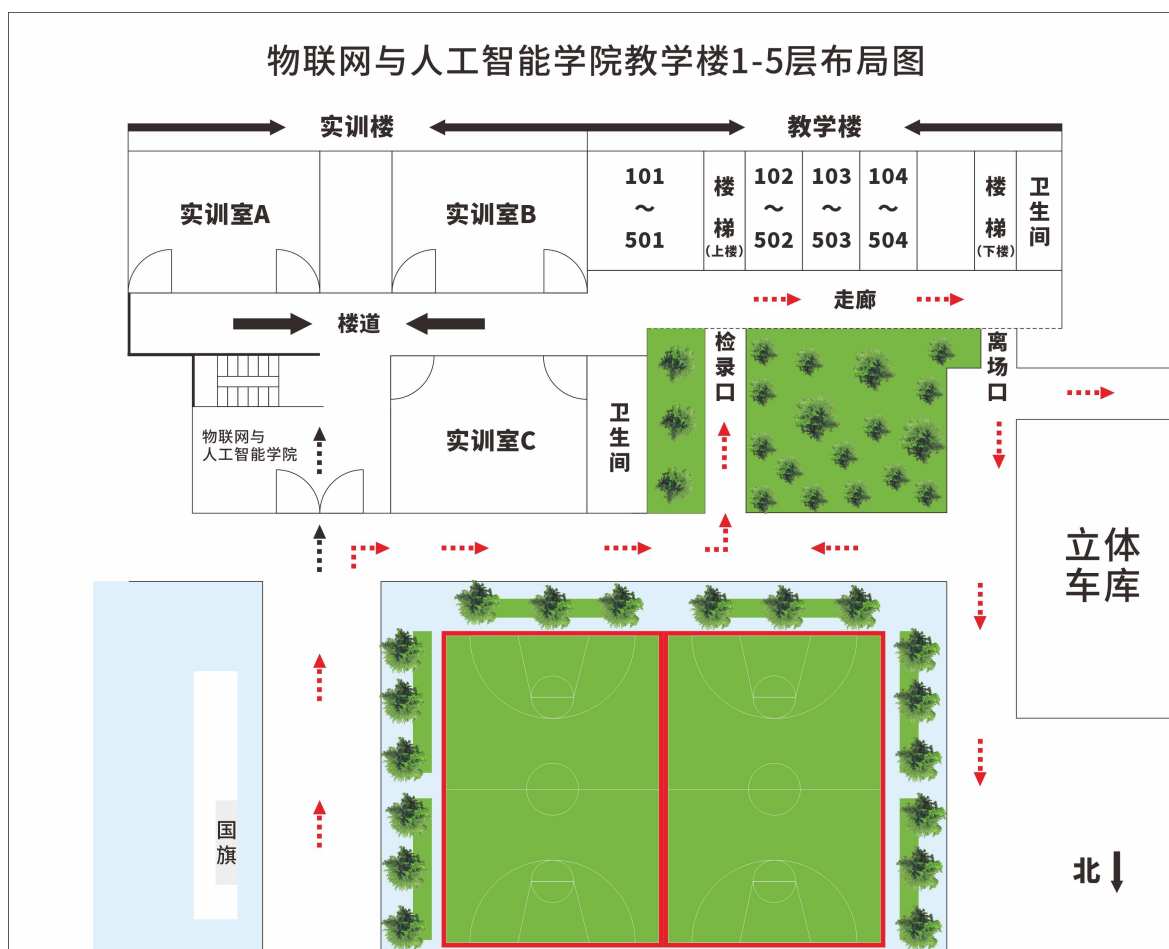 物联网与人工智能学院教学楼1-5层布局图
实训楼
教学楼
实训室A
实训室B
101
～
501
楼
梯
(上楼)
102
～
502
103
～
503
104
～
504
楼
梯
(下楼)
卫
生
间
楼道
走廊
检
录
口
离
场
口
物联网与
人工智能学院
实训室C
卫
生
间
立体
车库
国
旗
北